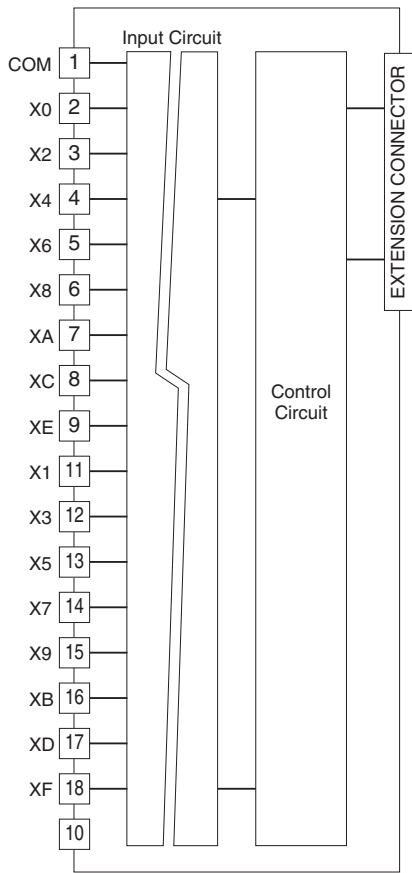 Input Circuit
COM 1
X0 2
X2 3
X4 4
X6 5
X8 6
XA 7
XC 8
XE 9
X1 11
X3 12
X5 13
X7 14
X9 15
XB 16
XD 17
XF 18
10
Control
Circuit
EXTENSION CONNECTOR